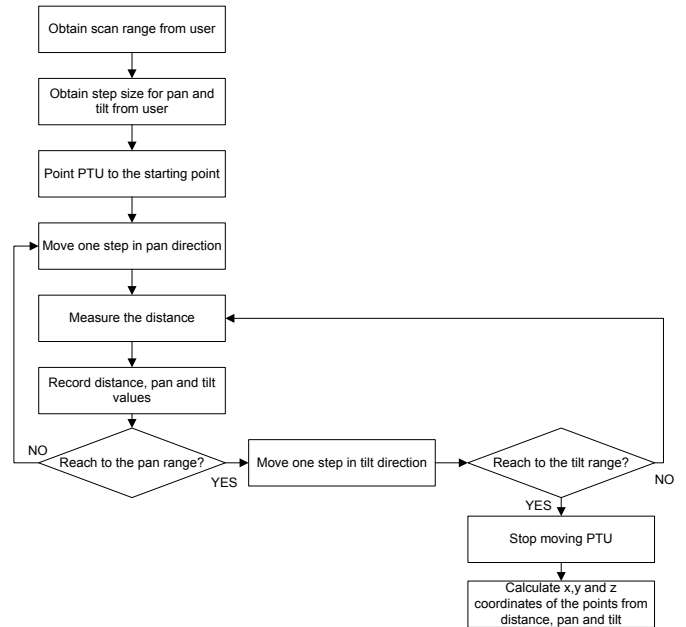 Obtain scan range from user
Obtain step size for pan and
tilt from user
Point PTU to the starting point
Move one step in pan direction
Measure the distance
Record distance, pan and tilt
values
NO
Reach to the pan range?
YES
Move one step in tilt direction
Reach to the tilt range?
NO
YES
Stop moving PTU
Calculate x,y and z
coordinates of the points from
distance, pan and tilt